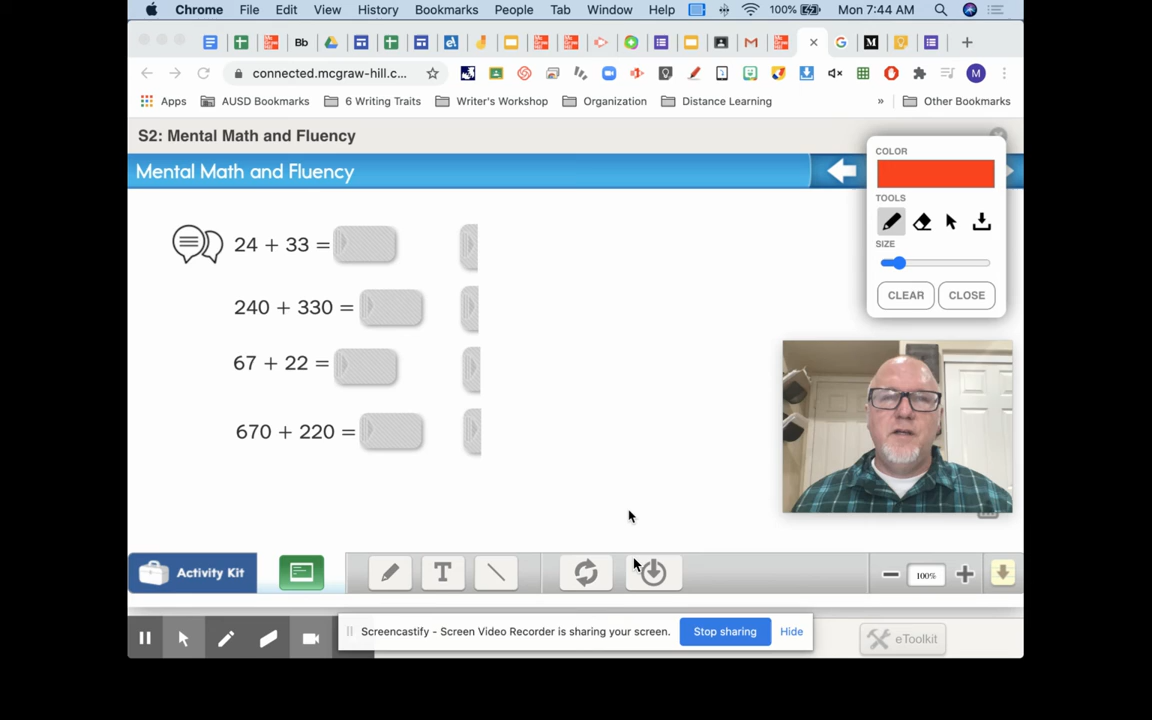 Chrome File Edit View History Bookmarks People Tab Window Help 100% Mon 7:44 AM
Bb M G M
connected.mcgraw-hill.c... M
Apps AUSD Bookmarks 6 Writing Traits Writer's Workshop Organization Distance Learning » Other Bookmarks
S2: Mental Math and Fluency
Mental Math and Fluency
COLOR
TOOLS
SIZE
CLEAR CLOSE
24 + 33 =
240 + 330 =
67 + 22 =
670 + 220 =
Activity Kit T 100%
Screencastify - Screen Video Recorder is sharing your screen. Stop sharing Hide
eToolkit